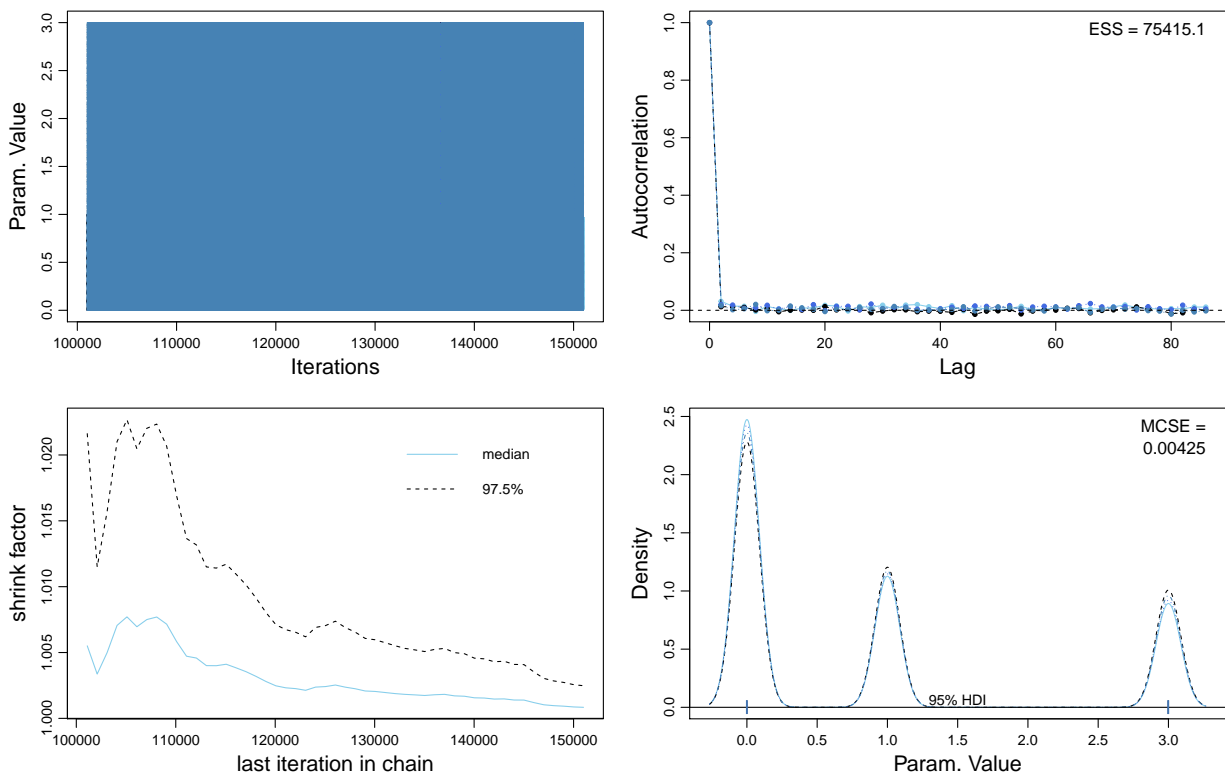 Param. Value
3.0
2.5
2.0
1.5
1.0
0.5
0.0
100000 110000 120000 130000 140000 150000
Iterations
ESS = 75415.1
Autocorrelation
1.0
0.8
0.6
0.4
0.2
0.0
0 20 40 60 80
Lag
shrink factor
1.020
1.015
1.010
1.005
1.000
median
97.5%
100000 110000 120000 130000 140000 150000
last iteration in chain
MCSE =
0.00425
Density
2.5
2.0
1.5
1.0
0.5
0.0
95% HDI
0.0 0.5 1.0 1.5 2.0 2.5 3.0
Param. Value